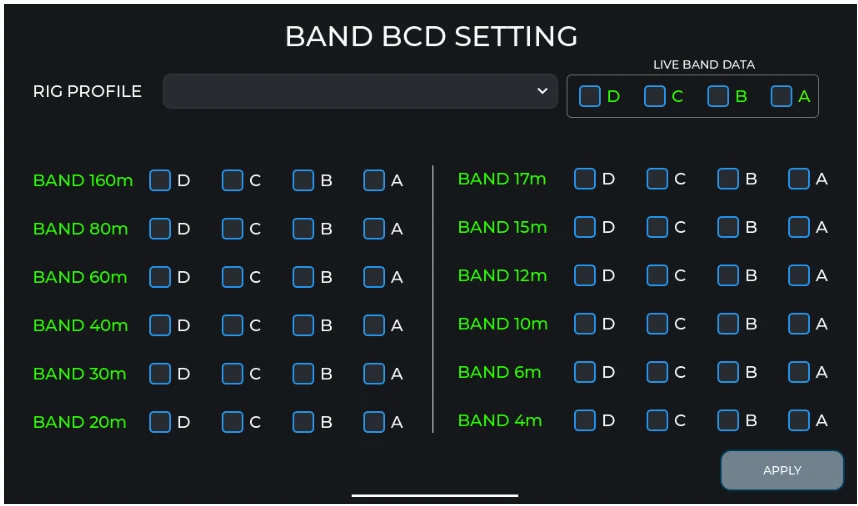 BAND BCD SETTING
LIVE BAND DATA
RIG PROFILE
D C B A
BAND 160m D C B A
BAND 80m D C B A
BAND 60m D C B A
BAND 40m D C B A
BAND 30m D C B A
BAND 20m D C B A
BAND 17m D C B A
BAND 15m D C B A
BAND 12m D C B A
BAND 10m D C B A
BAND 6m D C B A
BAND 4m D C B A
APPLY